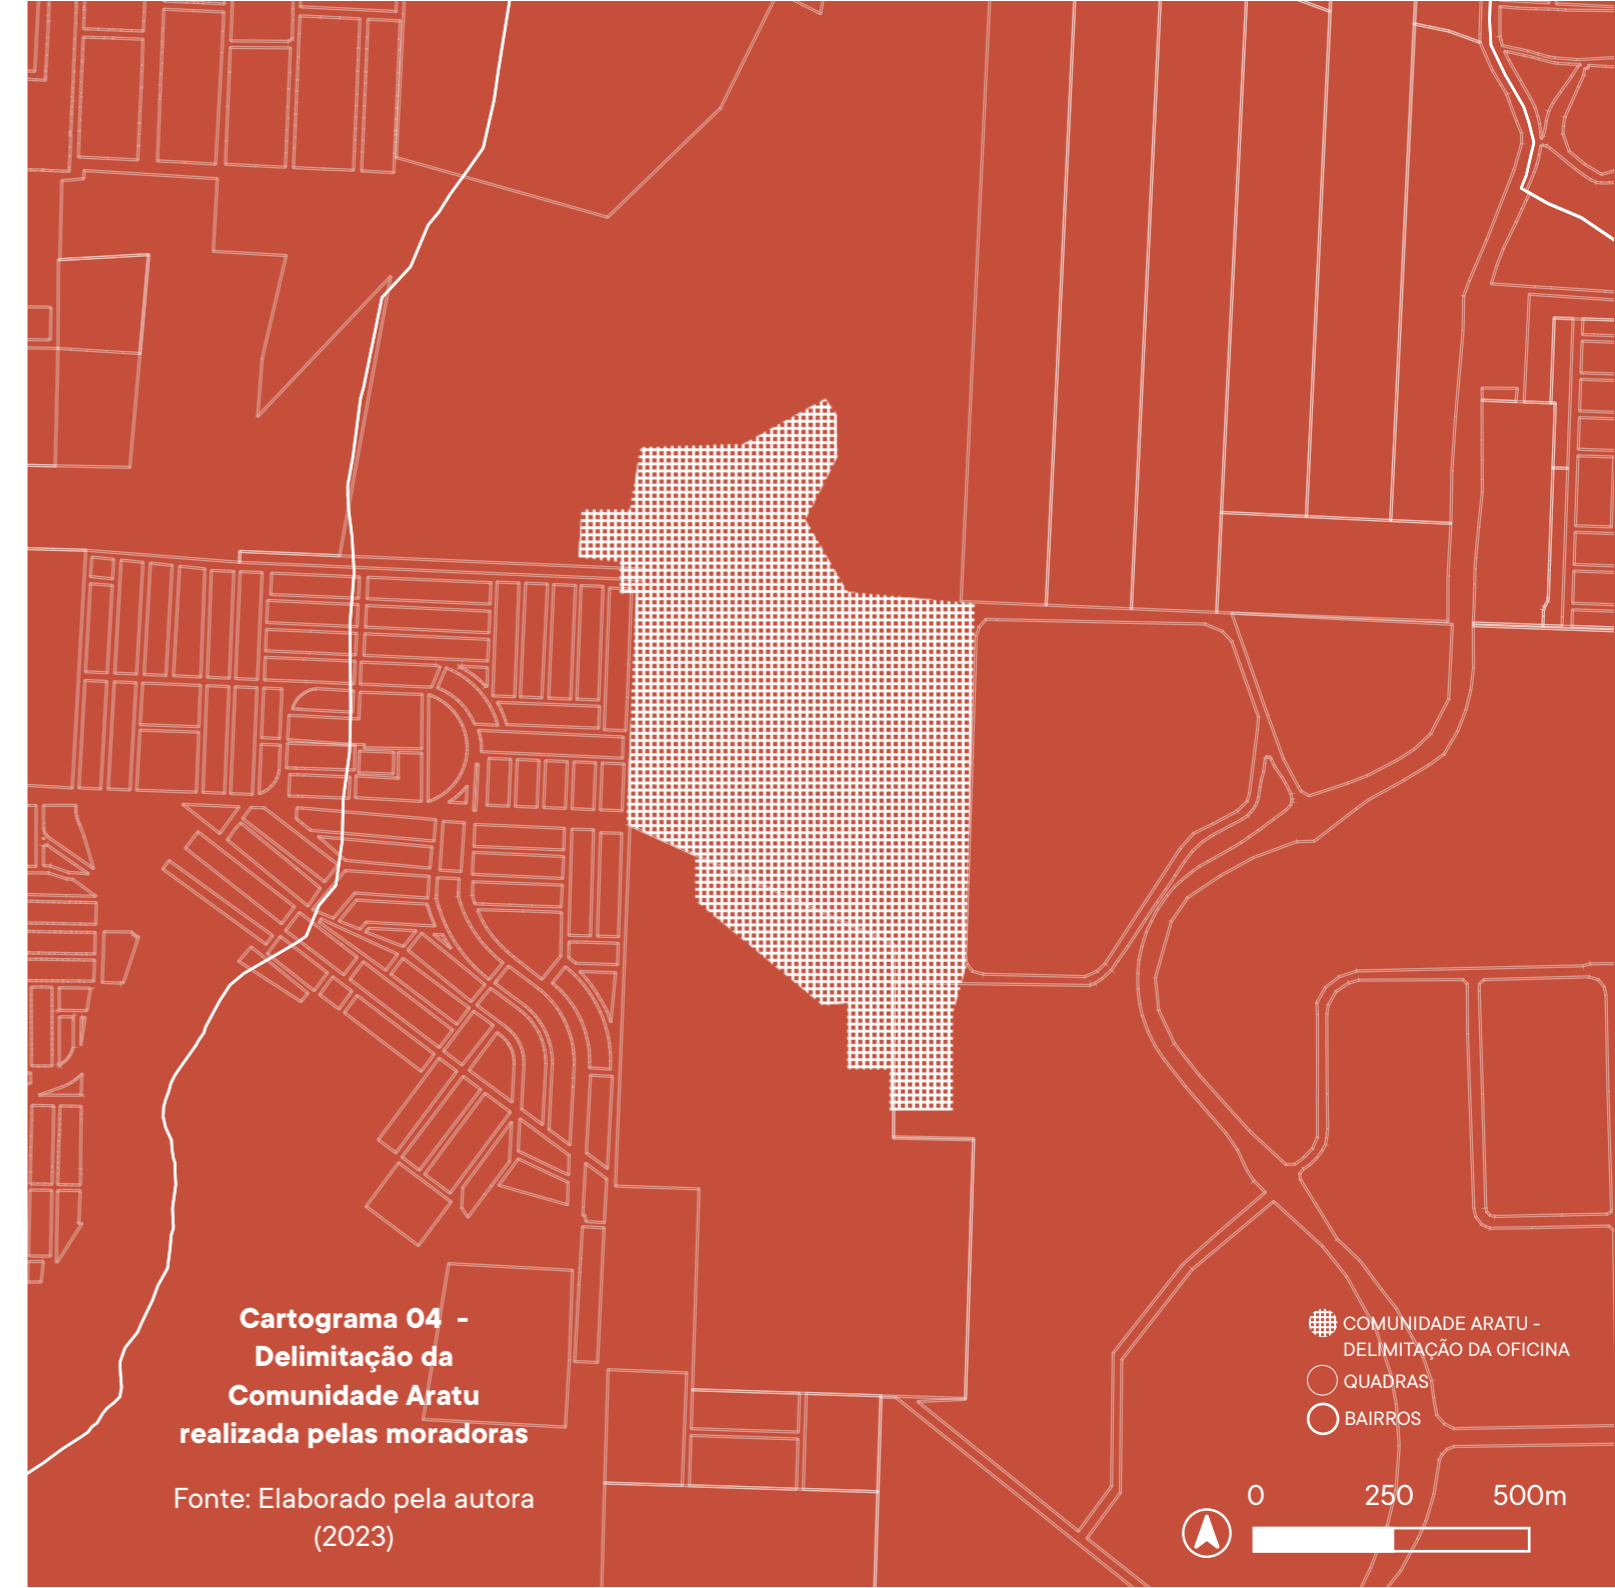 Cartograma 04 -
Delimitação da
Comunidade Aratu
realizada pelas moradoras
Fonte: Elaborado pela autora
(2023)
COMUNIDADE ARATU -
DELIMITAÇÃO DA OFICINA
QUADRAS
BAIRROS
0 250 500m